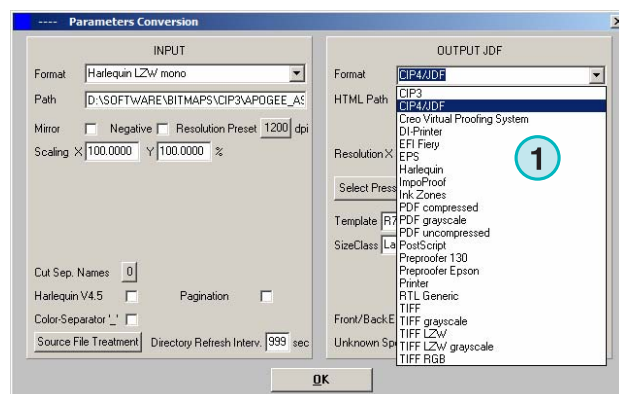 ---- Parameters Conversion
INPUT
Format Harlequin LZW mono
Path D:\SOFTWARE\BITMAPS\CIP3\APOGEE_AS
Mirror Negative Resolution Preset 1200 dpi
Scaling X 100.0000 Y 100.0000 %
Cut Sep. Names 0
Harlequin V4.5 Pagination
Color-Separator '_'
Source File Treatment Directory Refresh Interv. 999 sec
OUTPUT JDF
Format CIP4/JDF
HTML Path
Resolution X
Select Press
Template R7
SizeClass La
Front/Back E
Unknown Sp
CIP3
CIP4/JDF
Creo Virtual Proofing System
DI-Printer
EFI Fiery
EPS
Harlequin
ImpoProof
Ink Zones
PDF compressed
PDF grayscale
PDF uncompressed
PostScript
Preproofer 130
Preproofer Epson
Printer
RTL Generic
TIFF
TIFF grayscale
TIFF LZW
TIFF LZW grayscale
TIFF RGB
1
OK